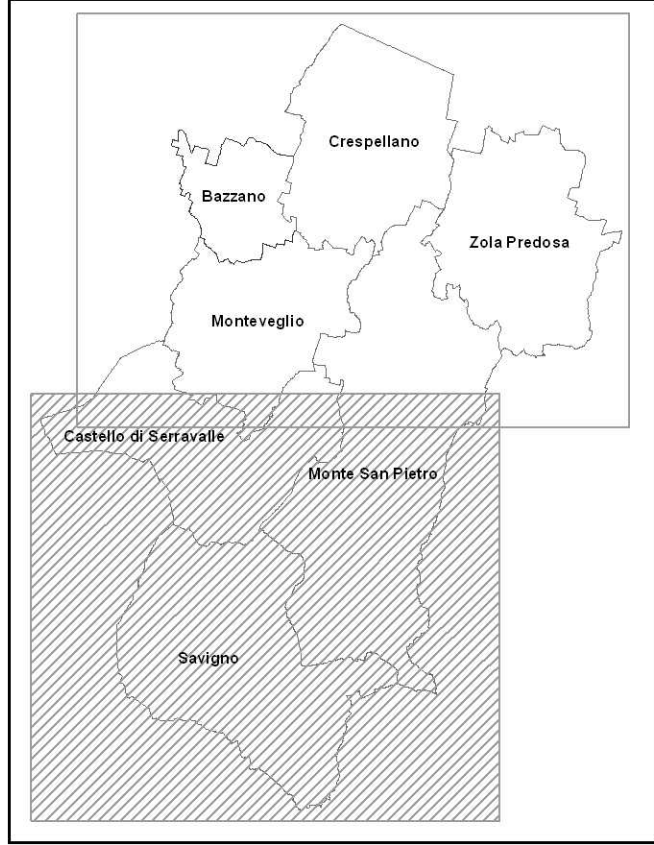 Crespellano
Bazzano
Zola Predosa
Monteveglio
Castello di Serravalle
Monte San Pietro
Savigno